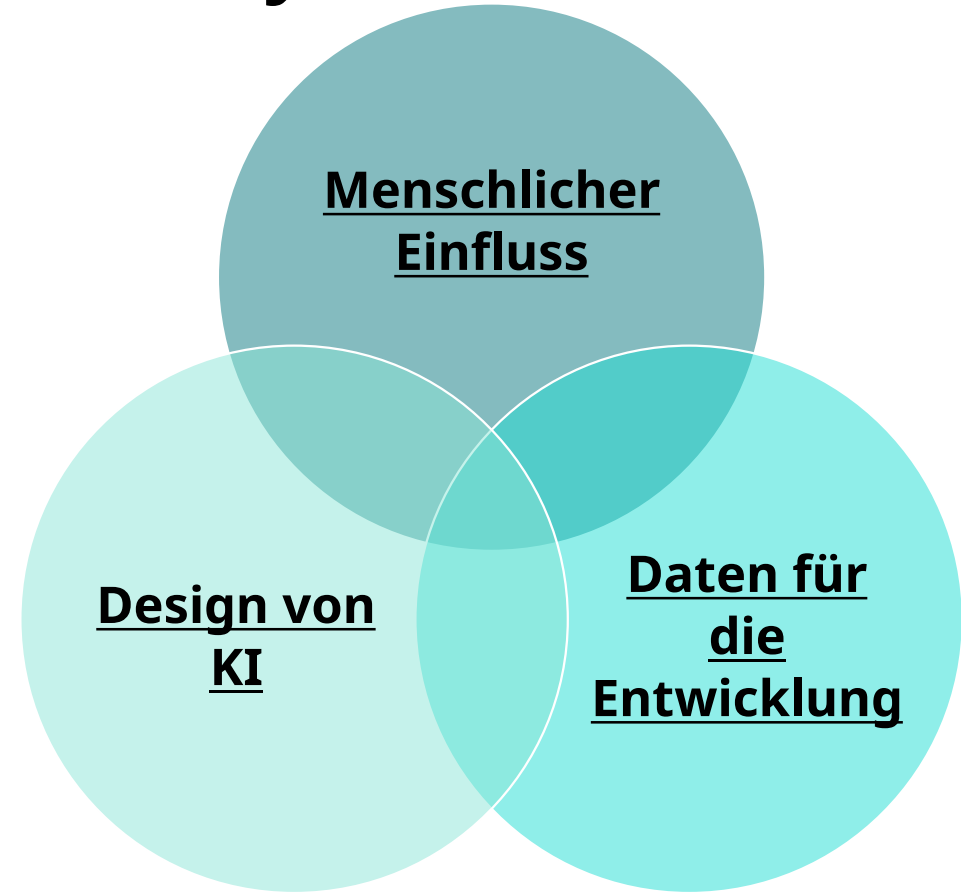 Menschlicher
Einfluss
Design von
KI
Daten für
die
Entwicklung